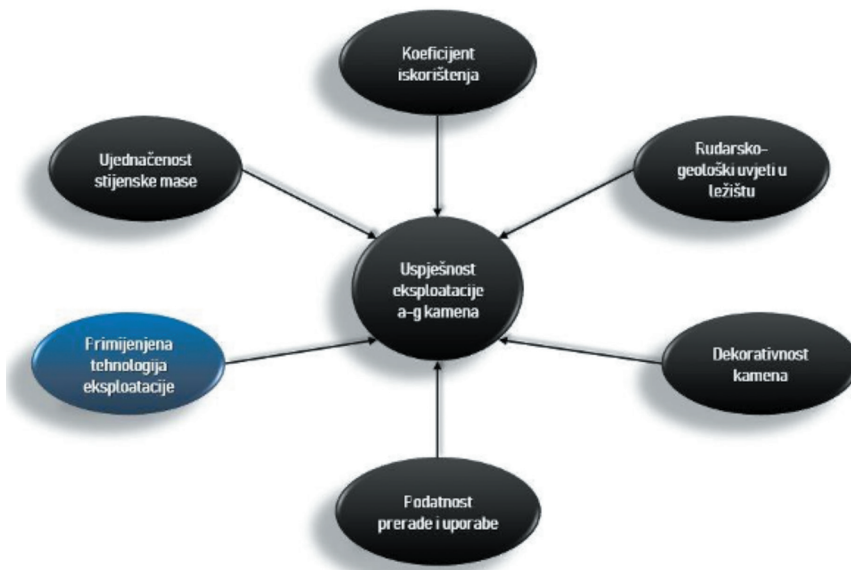 Koeficijent
iskorištenja
Ujednačenost
stijenske mase
Rudarsko-
geološki uvjeti u
ležištu
Uspješnost
eksploatacije
a-g kamena
Primijenjena
tehnologija
eksploatacije
Dekorativnost
kamena
Podatnost
prerade i uporabe